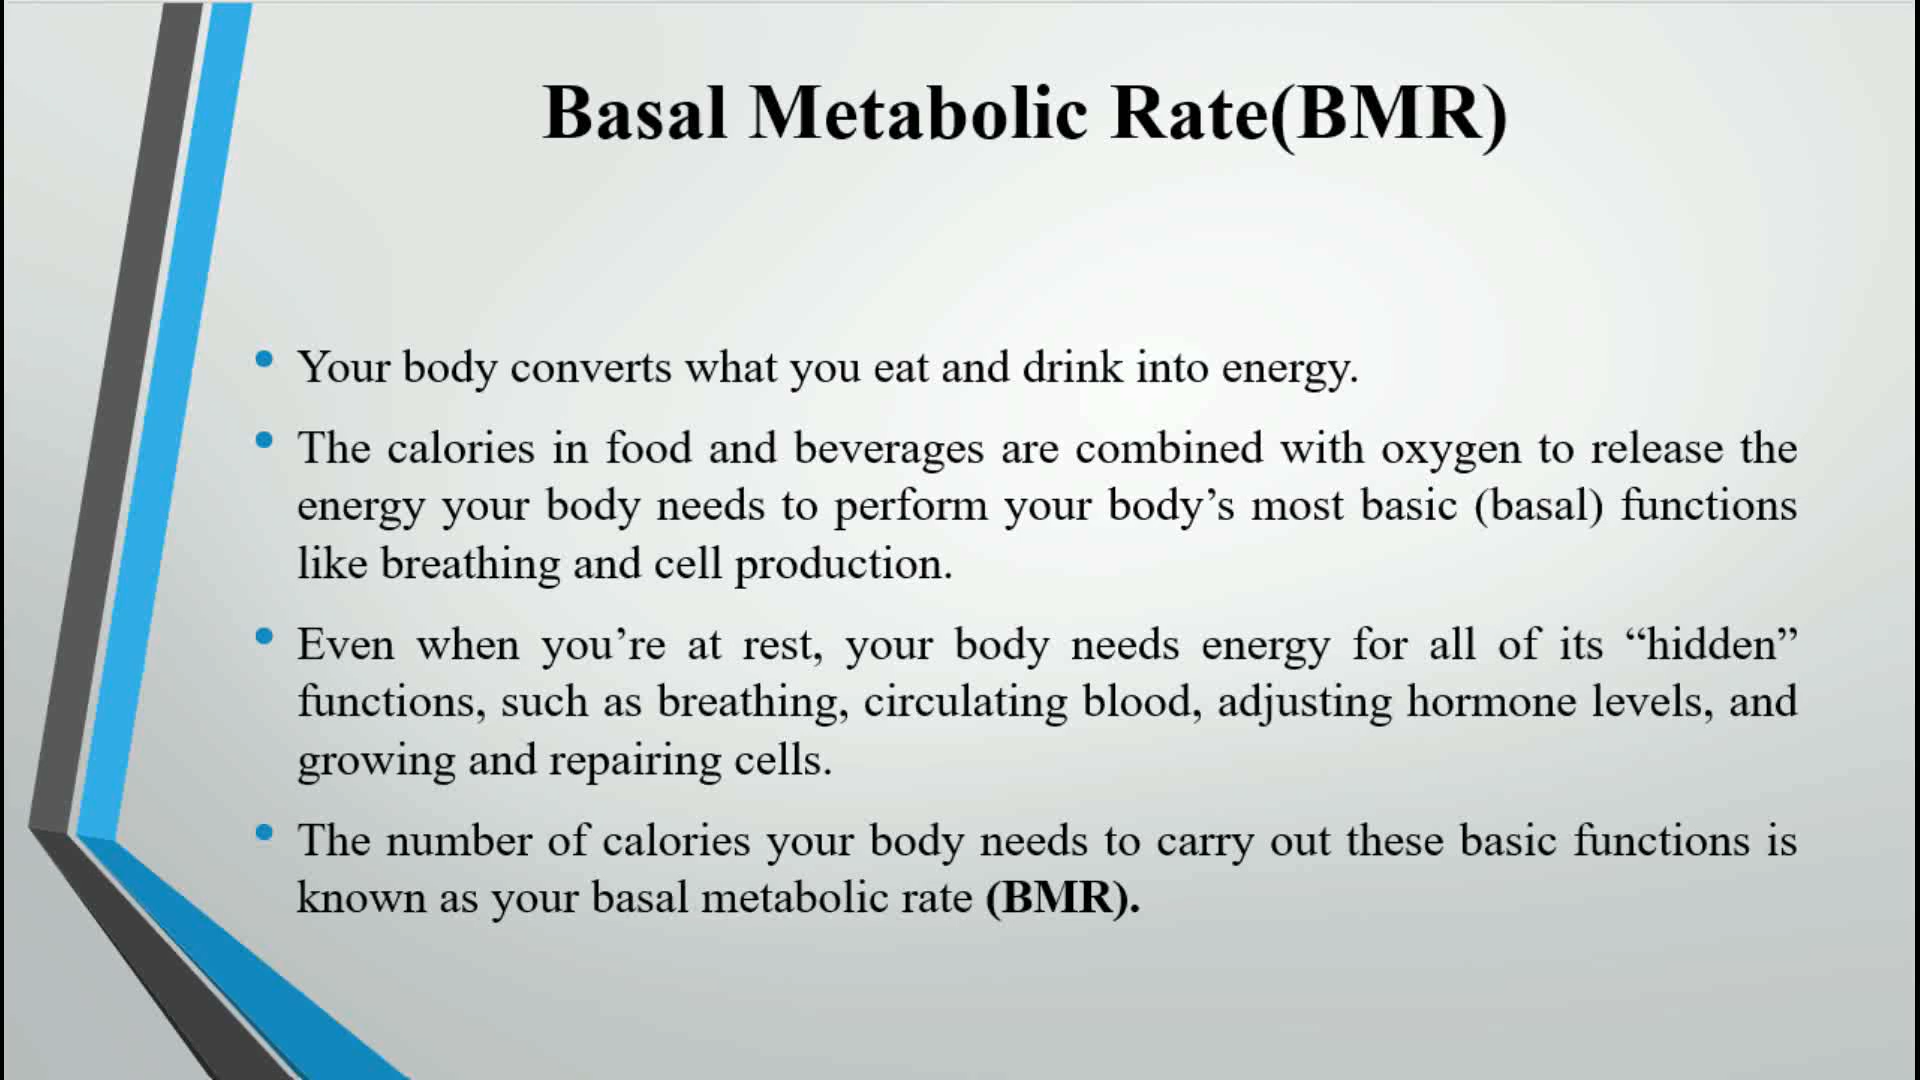 Basal Metabolic Rate(BMR)
• Your body converts what you eat and drink into energy.
• The calories in food and beverages are combined with oxygen to release the
energy your body needs to perform your body’s most basic (basal) functions
like breathing and cell production.
• Even when you’re at rest, your body needs energy for all of its “hidden”
functions, such as breathing, circulating blood, adjusting hormone levels, and
growing and repairing cells.
• The number of calories your body needs to carry out these basic functions is
known as your basal metabolic rate (BMR).